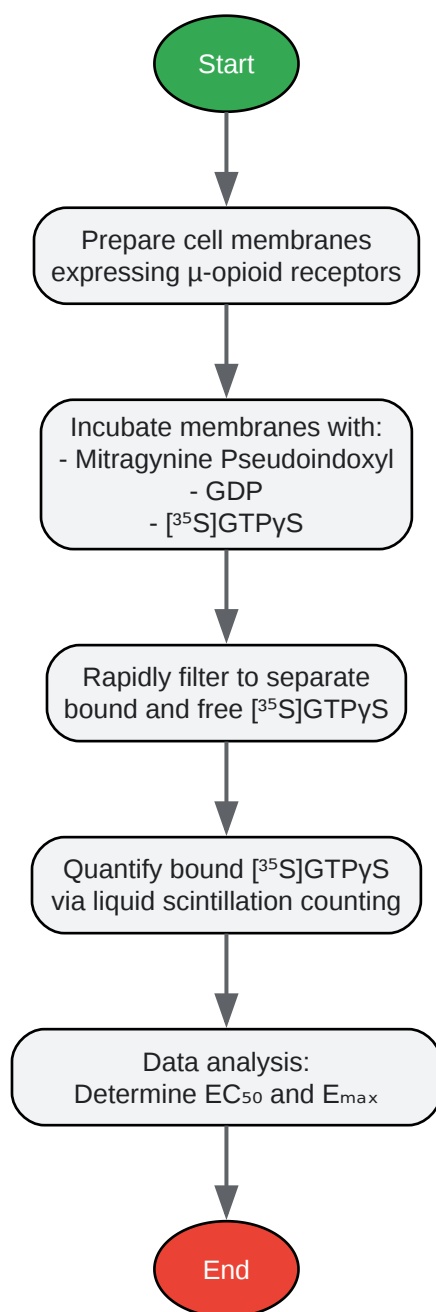 Start
Prepare cell membranes
expressing µ-opioid receptors
Incubate membranes with:
- Mitragynine Pseudoindoxyl
- GDP
- [³⁵S]GTPγS
Rapidly filter to separate
bound and free [³⁵S]GTPγS
Quantify bound [³⁵S]GTPγS
via liquid scintillation counting
Data analysis:
Determine EC₅₀ and Eₘₐₓ
End